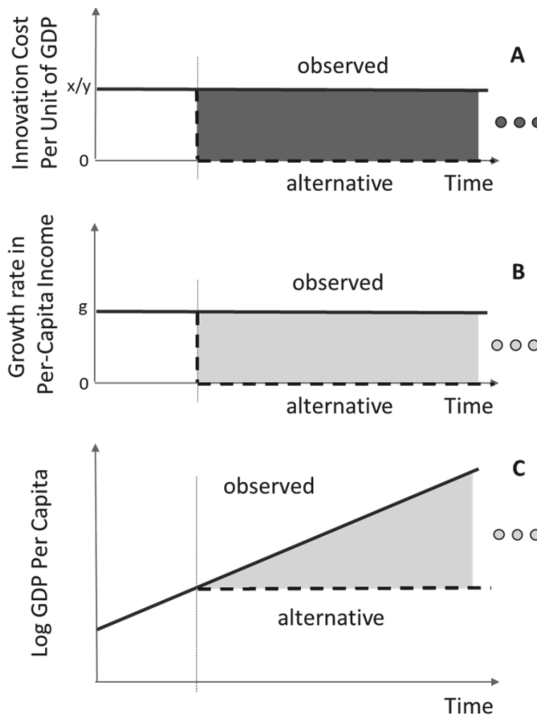 Innovation Cost
Per Unit of GDP
x/y
0
observed
alternative
Time
A
Growth rate in
Per-Capita Income
g
0
observed
alternative
Time
B
Log GDP Per Capita
observed
alternative
Time
C